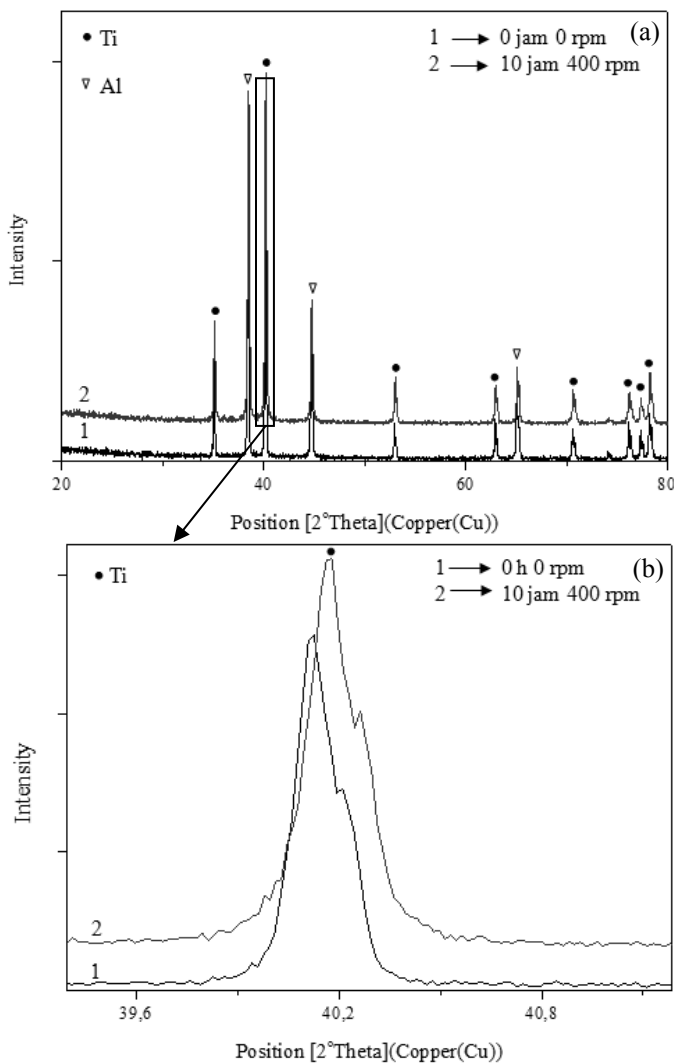 ● Ti
▽ Al
1 → 0 jam 0 rpm
2 → 10 jam 400 rpm
(a)
Intensity
2
1
20 40 60 80
Position [2°Theta](Copper(Cu))
● Ti
1 → 0 h 0 rpm
2 → 10 jam 400 rpm
(b)
Intensity
2
1
39,6 40,2 40,8
Position [2°Theta](Copper(Cu))